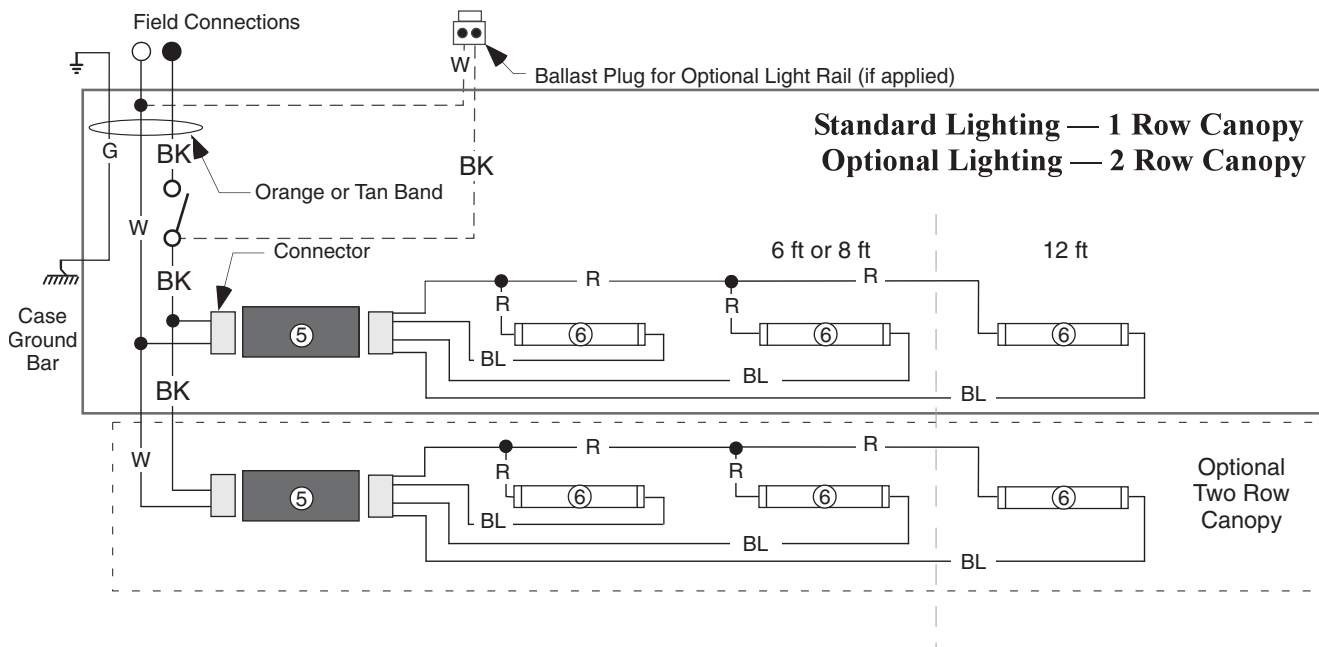 Field Connections
W
Ballast Plug for Optional Light Rail (if applied)
Standard Lighting — 1 Row Canopy
Optional Lighting — 2 Row Canopy
G
BK
BK
Orange or Tan Band
W
Connector
6 ft or 8 ft
12 ft
BK
R
R
R
R
Case
Ground
Bar
5
6
6
6
BL
BL
BL
BK
W
R
R
R
R
Optional
Two Row
Canopy
5
6
6
6
BL
BL
BL